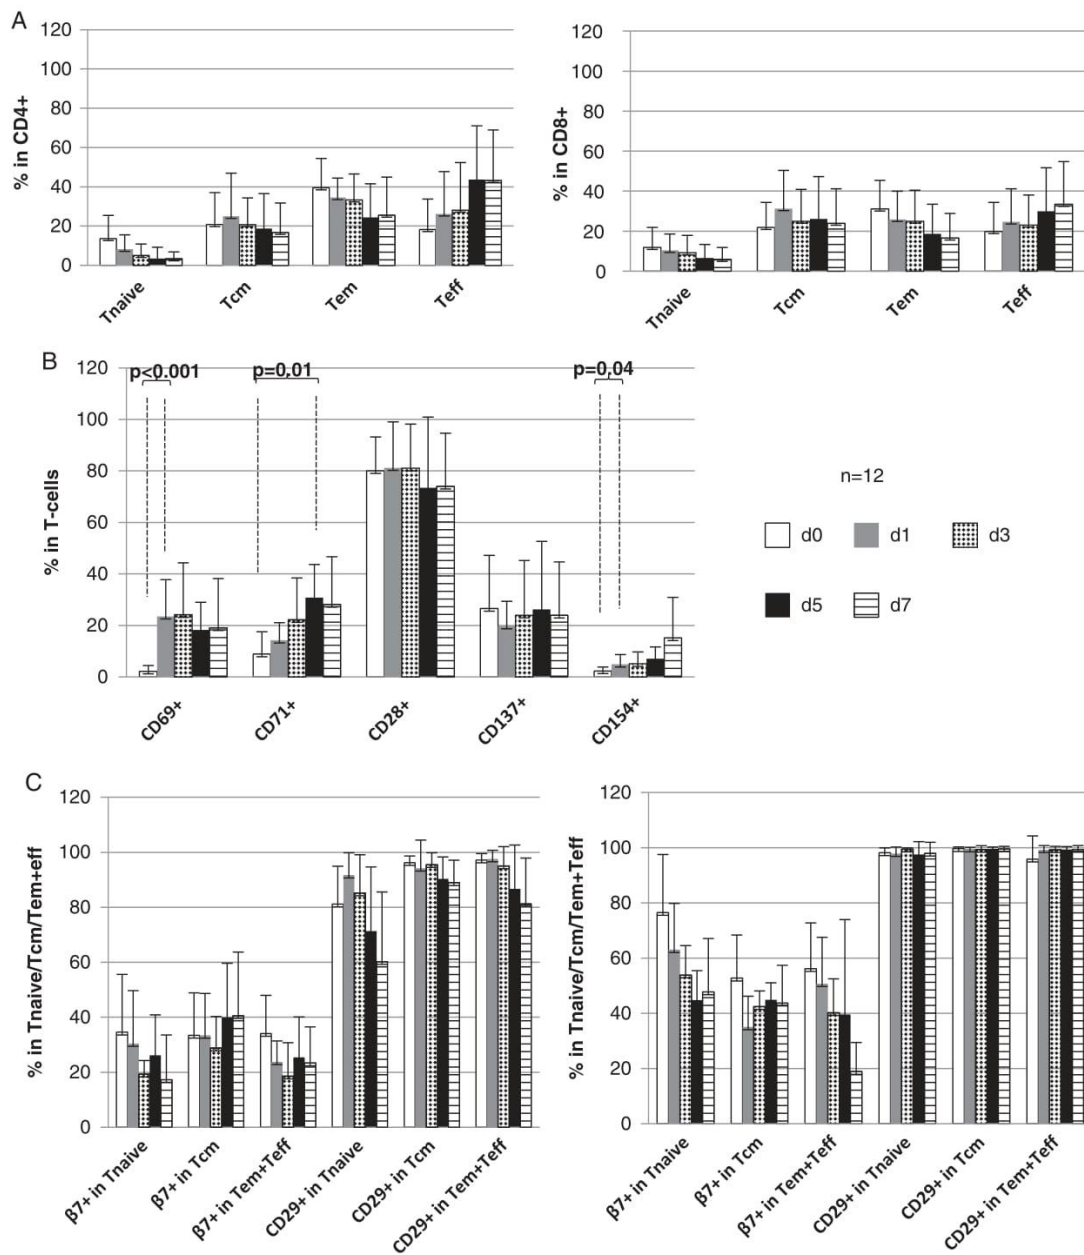 A
% in CD4+
120
100
80
60
40
20
0
Tnaive
Tcm
Tem
Teff
% in CD8+
120
100
80
60
40
20
0
Tnaive
Tcm
Tem
Teff
B
% in T-cells
120
100
80
60
40
20
0
p<0.001
p=0.01
p=0.04
CD69+
CD71+
CD28+
CD137+
CD154+
n=12
d0 d1 d3
d5 d7
C
% in Tnaive/Tcm/Tem+eff
120
100
80
60
40
20
0
β7+ in Tnaive
β7+ in Tcm
β7+ in Tem+Teff
CD29+ in Tnaive
CD29+ in Tcm
CD29+ in Tem+Teff
% in Tnaive/Tcm/Tem+Teff
120
100
80
60
40
20
0
β7+ in Tnaive
β7+ in Tcm
β7+ in Tem+Teff
CD29+ in Tnaive
CD29+ in Tcm
CD29+ in Tem+Teff